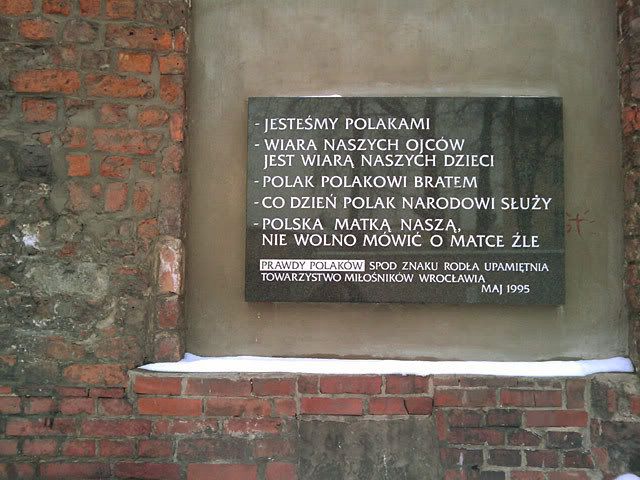 - JESTEŚMY POLAKAMI
- WIARA NASZYCH OJCÓW
JEST WIARĄ NASZYCH DZIECI
- POLAK POLAKOWI BRATEM
- CO DZIEŃ POLAK NARODOWI SŁUŻY
- POLSKA MATKĄ NASZĄ,
NIE WOLNO MÓWIĆ O MATCE ŹLE
PRAWDY POLAKÓW SPOD ZNAKU RODŁA UPAMIĘTNIA
TOWARZYSTWO MIŁOŚNIKÓW WROCŁAWIA
MAJ 1995